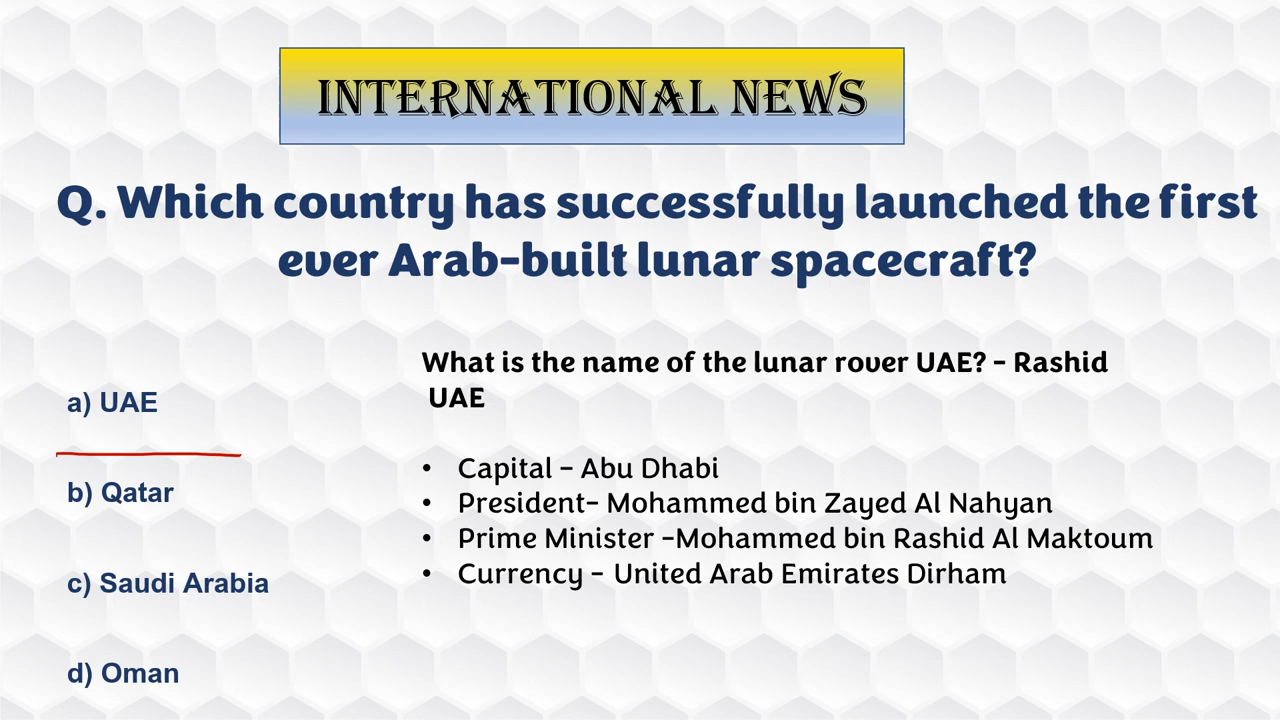 INTERNATIONAL NEWS
Q. Which country has successfully launched the first
ever Arab-built lunar spacecraft?
What is the name of the lunar rover UAE? - Rashid
UAE
a) UAE
b) Qatar
c) Saudi Arabia
d) Oman
• Capital – Abu Dhabi
• President– Mohammed bin Zayed Al Nahyan
• Prime Minister –Mohammed bin Rashid Al Maktoum
• Currency – United Arab Emirates Dirham